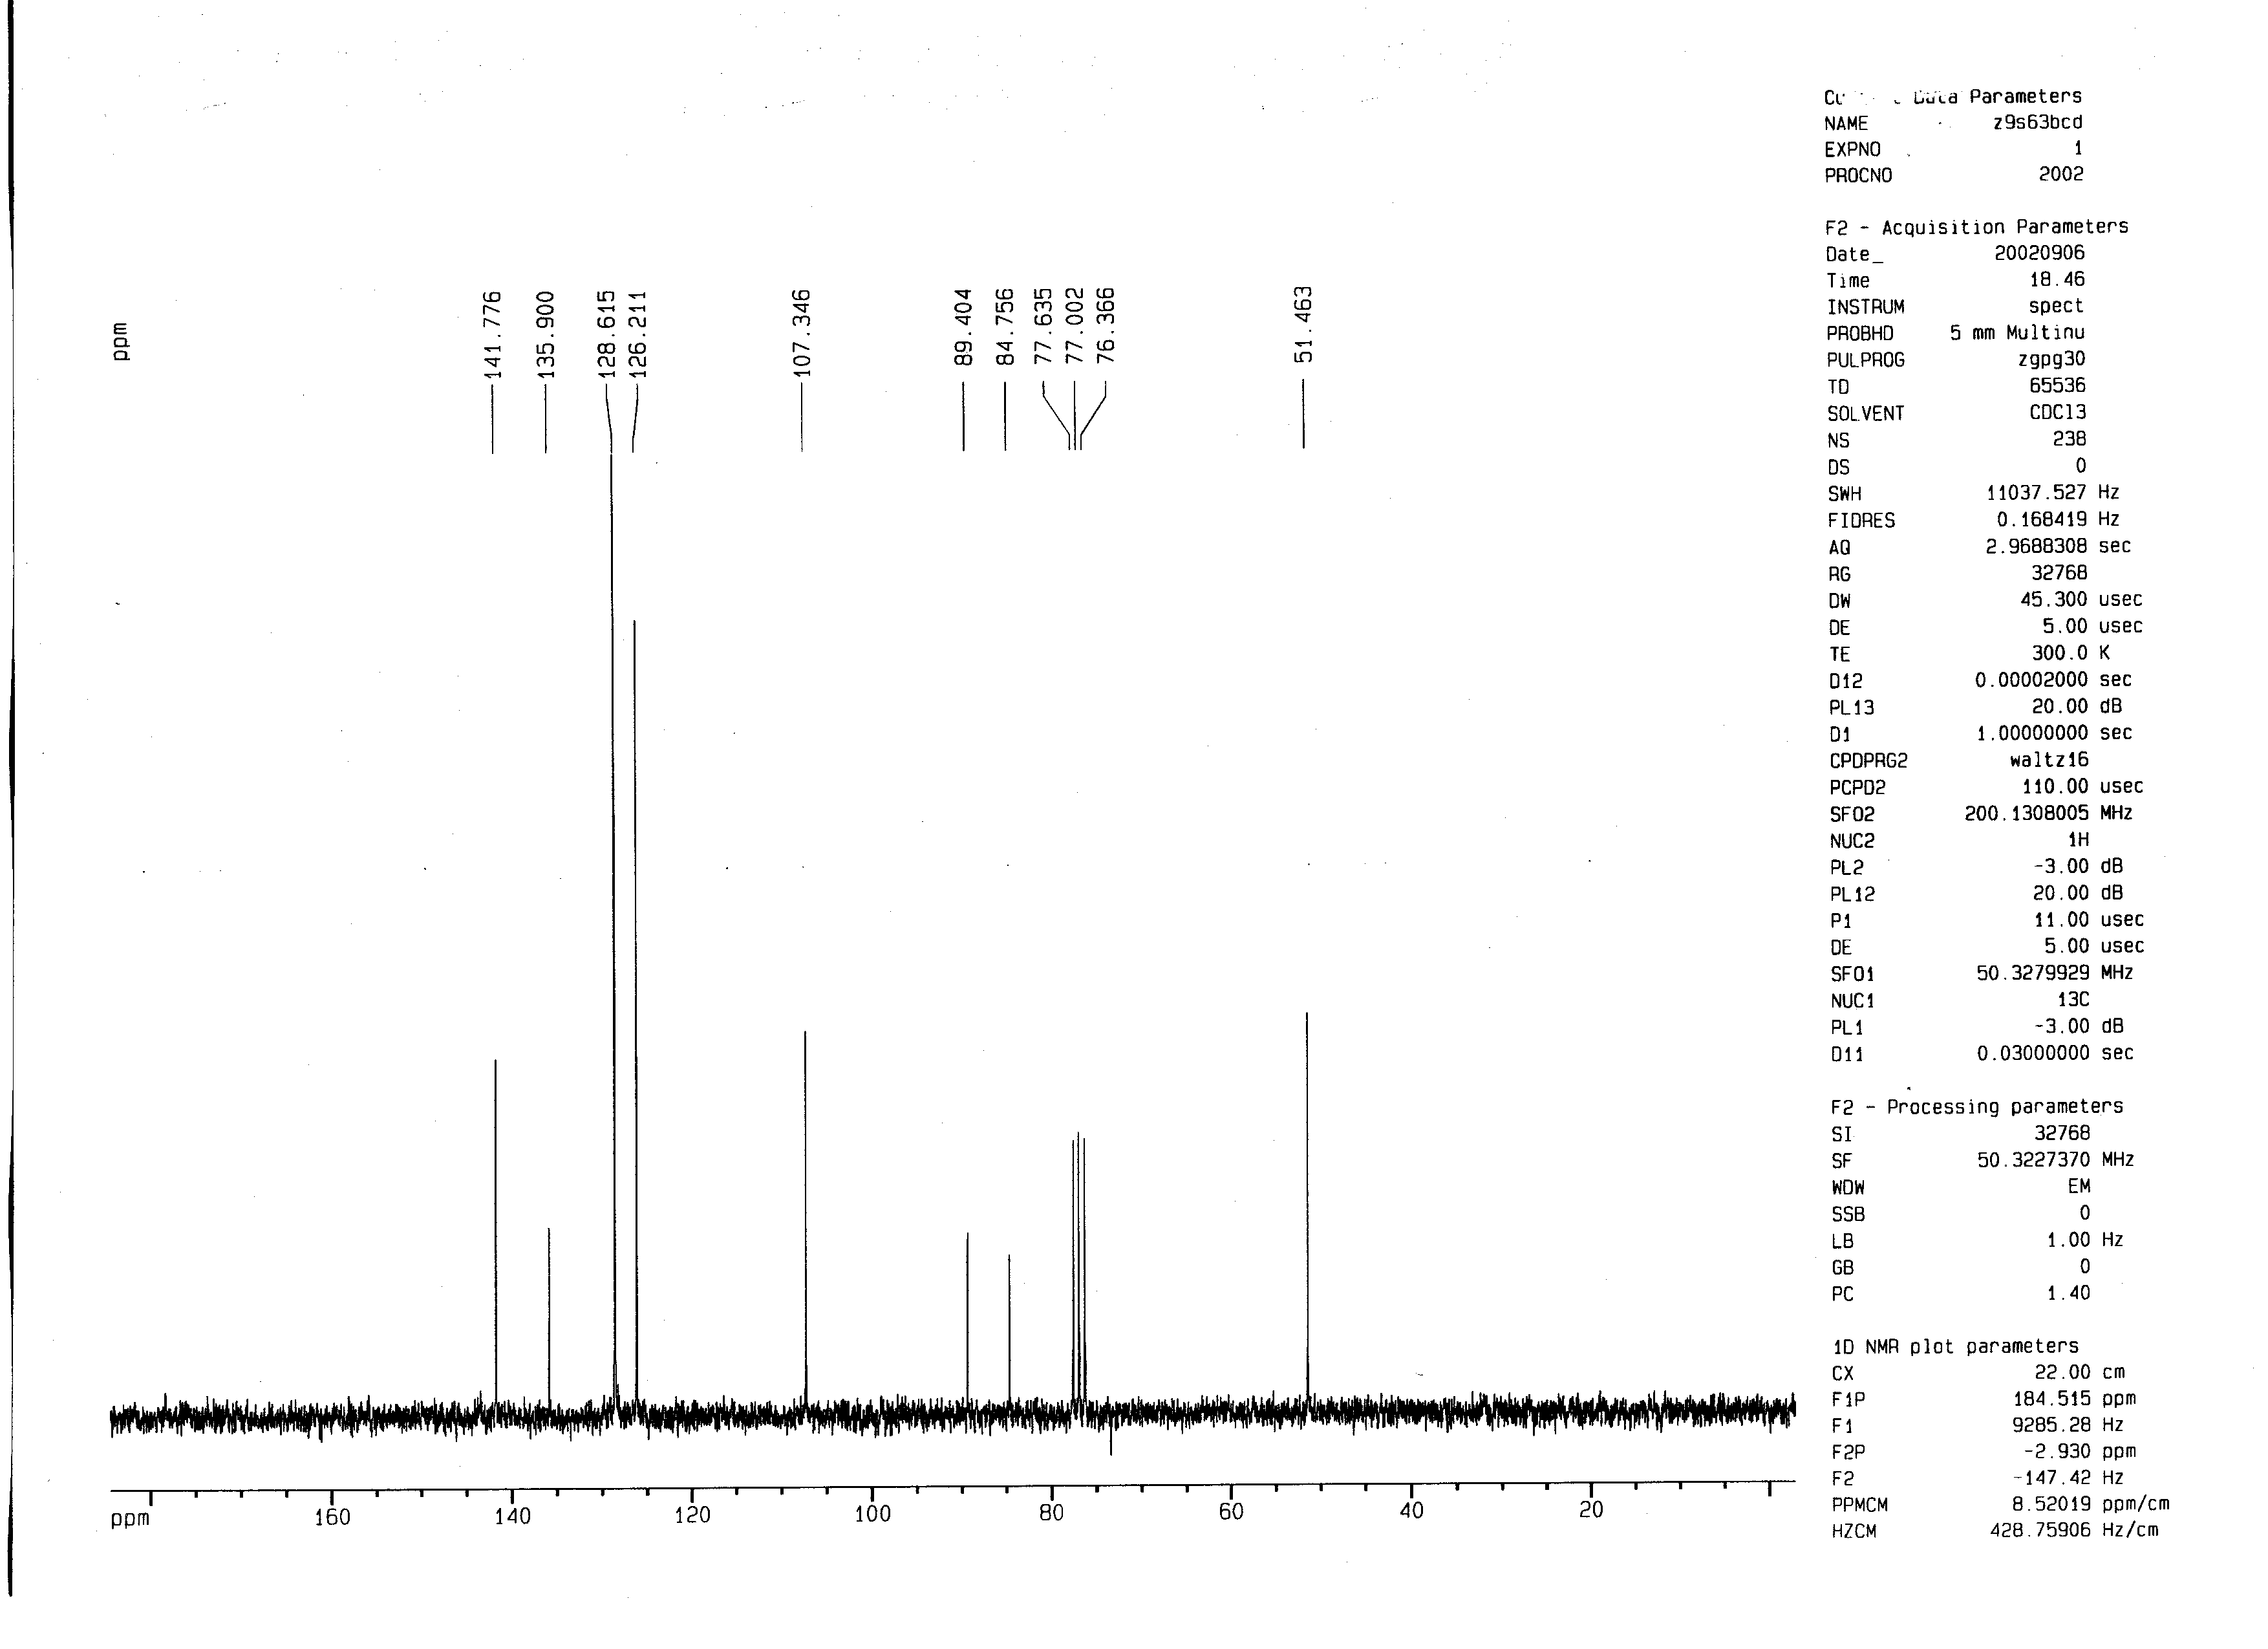 ppm
141.776
135.900
128.615
126.211
107.346
89.404
84.756
77.635
77.002
76.366
51.463
ppm 160 140 120 100 80 60 40 20
Data Parameters
NAME z9s63bcd
EXPNO 1
PROCNO 2002
F2 - Acquisition Parameters
Date_ 20020906
Time 18.46
INSTRUM spect
PROBHD 5 mm Multinu
PULPROG zgpg30
TD 65536
SOLVENT CDCl3
NS 238
DS 0
SWH 11037.527 Hz
FIDRES 0.168419 Hz
AQ 2.9688308 sec
RG 32768
DW 45.300 usec
DE 5.00 usec
TE 300.0 K
D12 0.00002000 sec
PL13 20.00 dB
D1 1.00000000 sec
CPDPRG2 waltz16
PCPD2 110.00 usec
SFO2 200.1308005 MHz
NUC2 1H
PL2 -3.00 dB
PL12 20.00 dB
P1 11.00 usec
DE 5.00 usec
SFO1 50.3279929 MHz
NUC1 13C
PL1 -3.00 dB
D11 0.03000000 sec
F2 - Processing parameters
SI 32768
SF 50.3227370 MHz
WDW EM
SSB 0
LB 1.00 Hz
GB 0
PC 1.40
1D NMR plot parameters
CX 22.00 cm
F1P 184.515 ppm
F1 9285.28 Hz
F2P -2.930 ppm
F2 -147.42 Hz
PPMCM 8.52019 ppm/cm
HZCM 428.75906 Hz/cm